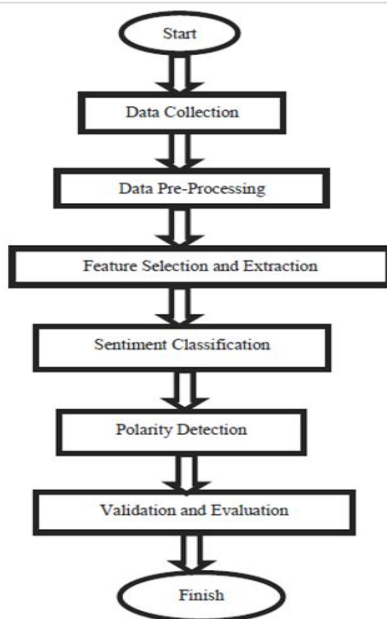 Start
Data Collection
Data Pre-Processing
Feature Selection and Extraction
Sentiment Classification
Polarity Detection
Validation and Evaluation
Finish